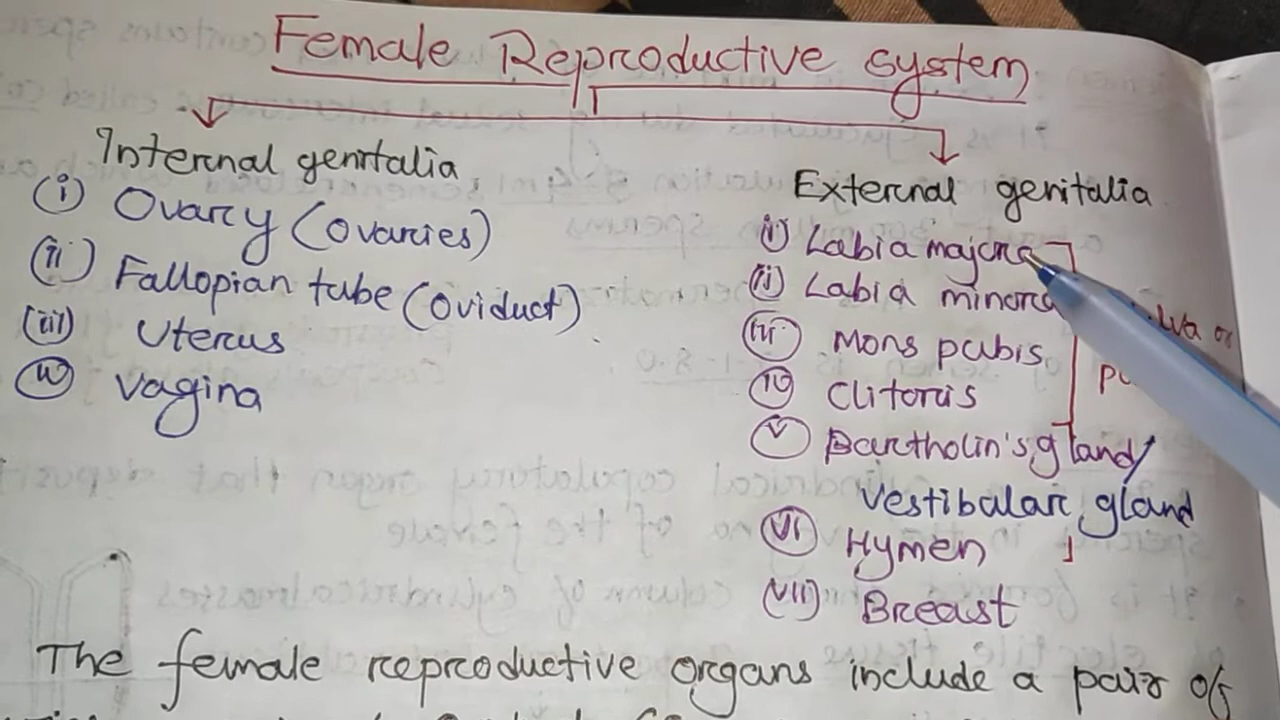 Female Reproductive system
Internal genitalia
(i) Ovary (ovaries)
(ii) Fallopian tube (oviduct)
(iii) Uterus
(iv) Vagina
External genitalia
(i) Labia majora
(ii) Labia minora
(iii) Mons pubis
(iv) Clitoris
(v) Bartholin's gland/
Vestibular gland
(vi) Hymen
(vii) Breast
The female reproductive organs include a pair of